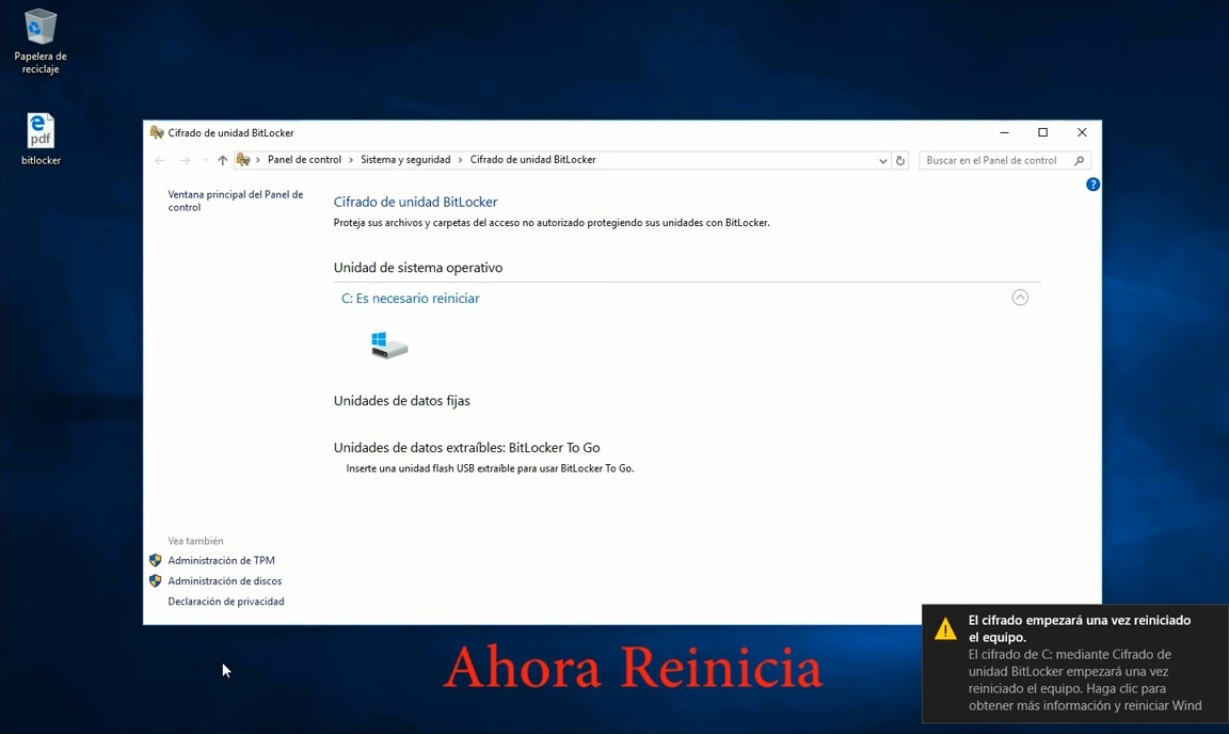 Papelera de
reciclaje
pdf
bitlocker
Cifrado de unidad BitLocker
Panel de control › Sistema y seguridad › Cifrado de unidad BitLocker
Buscar en el Panel de control
?
Ventana principal del Panel de
control
Cifrado de unidad BitLocker
Proteja sus archivos y carpetas del acceso no autorizado protegiendo sus unidades con BitLocker.
Unidad de sistema operativo
C: Es necesario reiniciar
Unidades de datos fijas
Unidades de datos extraíbles: BitLocker To Go
Inserte una unidad flash USB extraíble para usar BitLocker To Go.
Vea también
Administración de TPM
Administración de discos
Declaración de privacidad
El cifrado empezará una vez reiniciado
el equipo.
El cifrado de C: mediante Cifrado de
unidad BitLocker empezará una vez
reiniciado el equipo. Haga clic para
obtener más información y reiniciar Wind
Ahora Reinicia